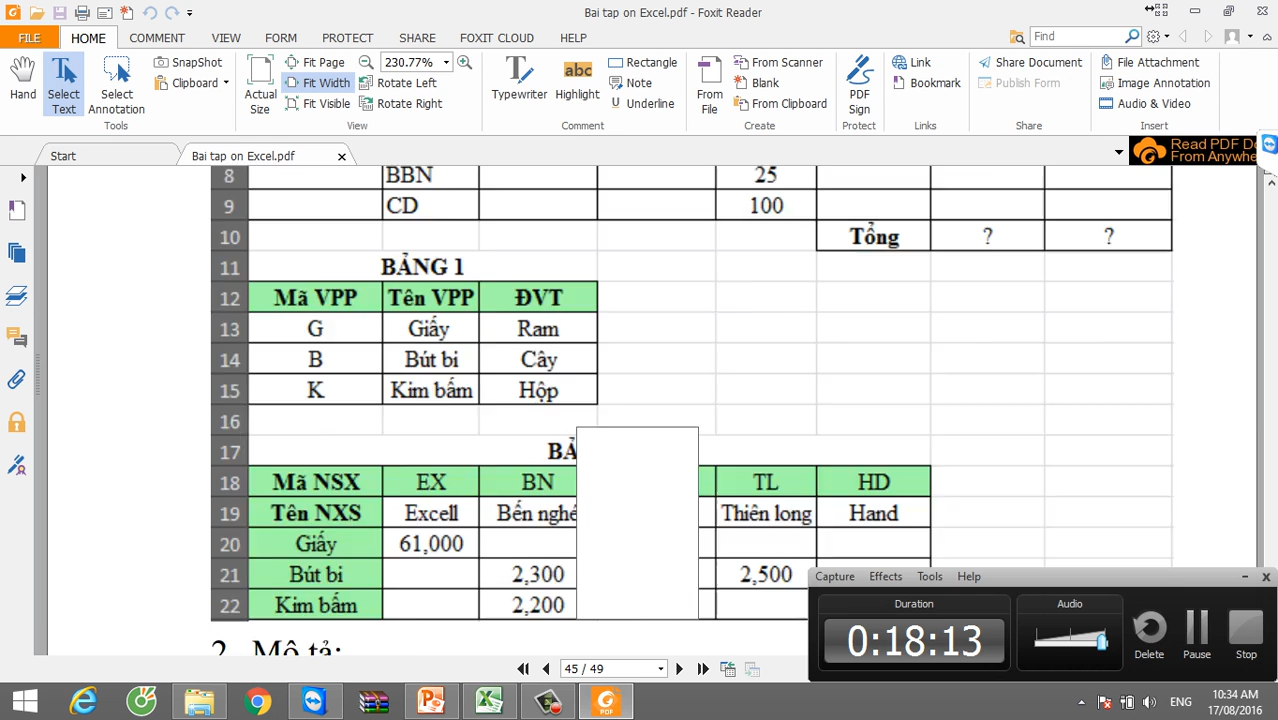 Bai tap on Excel.pdf - Foxit Reader
FILE HOME COMMENT VIEW FORM PROTECT SHARE FOXIT CLOUD HELP Find
Hand
Select Text
Select Annotation
SnapShot
Clipboard
Tools
Actual Size
Fit Page
Fit Width
Fit Visible
230.77%
Rotate Left
Rotate Right
View
Typewriter
Highlight
Rectangle
Note
Underline
Comment
From File
From Scanner
Blank
From Clipboard
Create
PDF Sign
Protect
Link
Bookmark
Links
Share Document
Publish Form
Share
File Attachment
Image Annotation
Audio & Video
Insert
Start Bai tap on Excel.pdf
Read PDF Do
From Anywhe
8 BBN 25
9 CD 100
10 Tổng ? ?
11 BẢNG 1
12 Mã VPP Tên VPP ĐVT
13 G Giấy Ram
14 B Bút bi Cây
15 K Kim bấm Hộp
16
17 BẢ
18 Mã NSX EX BN TL HD
19 Tên NXS Excell Bến nghé Thiên long Hand
20 Giấy 61,000
21 Bút bi 2,300 2,500
22 Kim bấm 2,200
2. Mô tả:
Capture Effects Tools Help
Duration
0:18:13
Audio
Delete Pause Stop
45 / 49
ENG
10:34 AM
17/08/2016